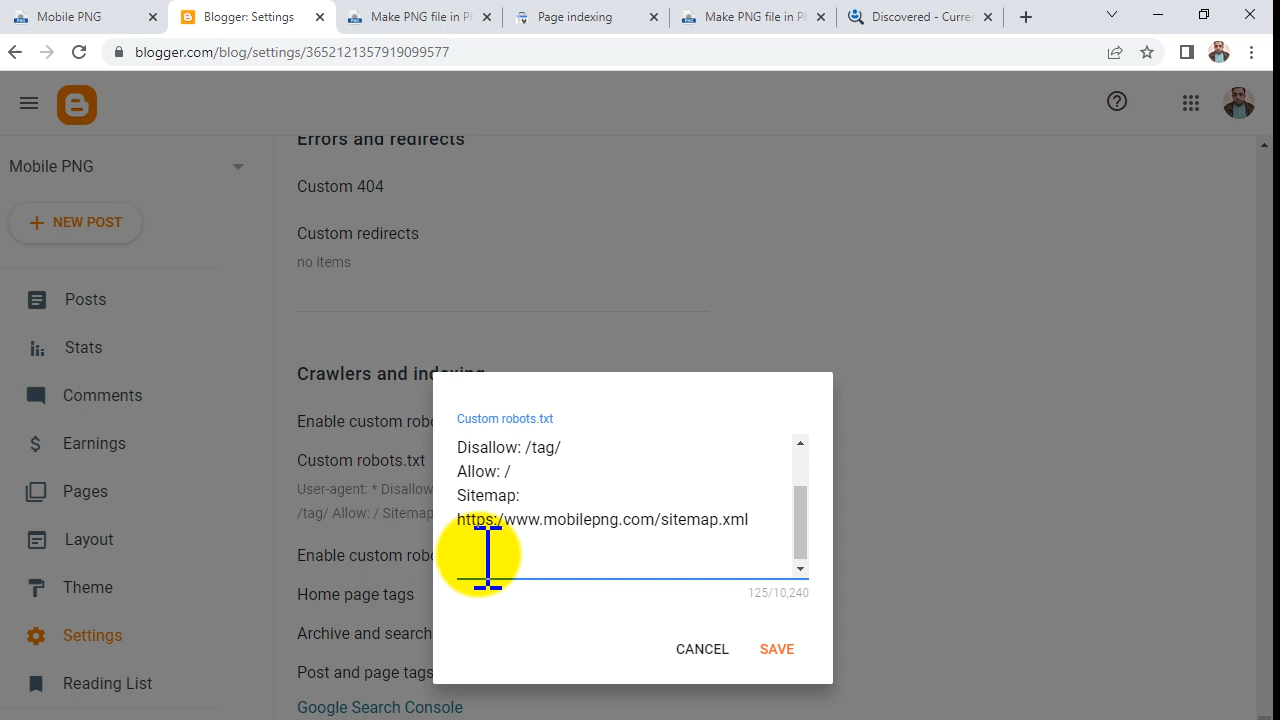 Mobile PNG
Blogger: Settings
Make PNG file in Ph
Page indexing
Make PNG file in Ph
Discovered - Curre
blogger.com/blog/settings/3652121357919099577
Mobile PNG
NEW POST
Posts
Stats
Comments
Earnings
Pages
Layout
Theme
Settings
Reading List
Errors and redirects
Custom 404
Custom redirects
no items
Crawlers and indexing
Enable custom robo
Custom robots.txt
User-agent: * Disallow
/tag/ Allow: / Sitemap
Enable custom robo
Home page tags
Archive and search
Post and page tags
Google Search Console
Custom robots.txt
Disallow: /tag/
Allow: /
Sitemap:
https:/www.mobilepng.com/sitemap.xml
125/10,240
CANCEL
SAVE